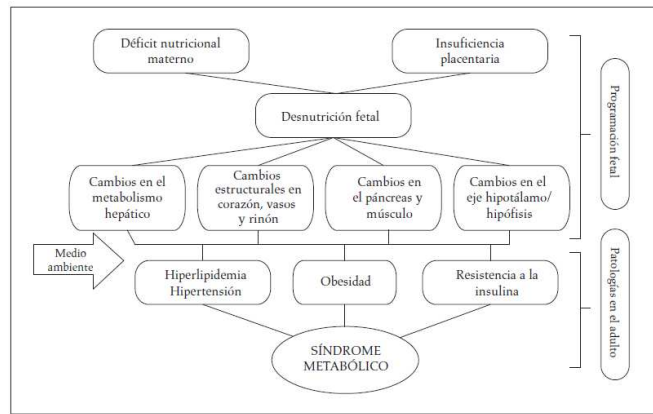 Déficit nutricional
materno
Insuficiencia
placentaria
Desnutrición fetal
Cambios en el
metabolismo
hepático
Cambios
estructurales en
corazón, vasos
y rinón
Cambios en
el páncreas y
músculo
Cambios en el
eje hipotálamo/
hipófisis
Programación fetal
Medio
ambiente
Hiperlipidemia
Hipertensión
Obesidad
Resistencia a la
insulina
Patologías en el adulto
SÍNDROME
METABÓLICO